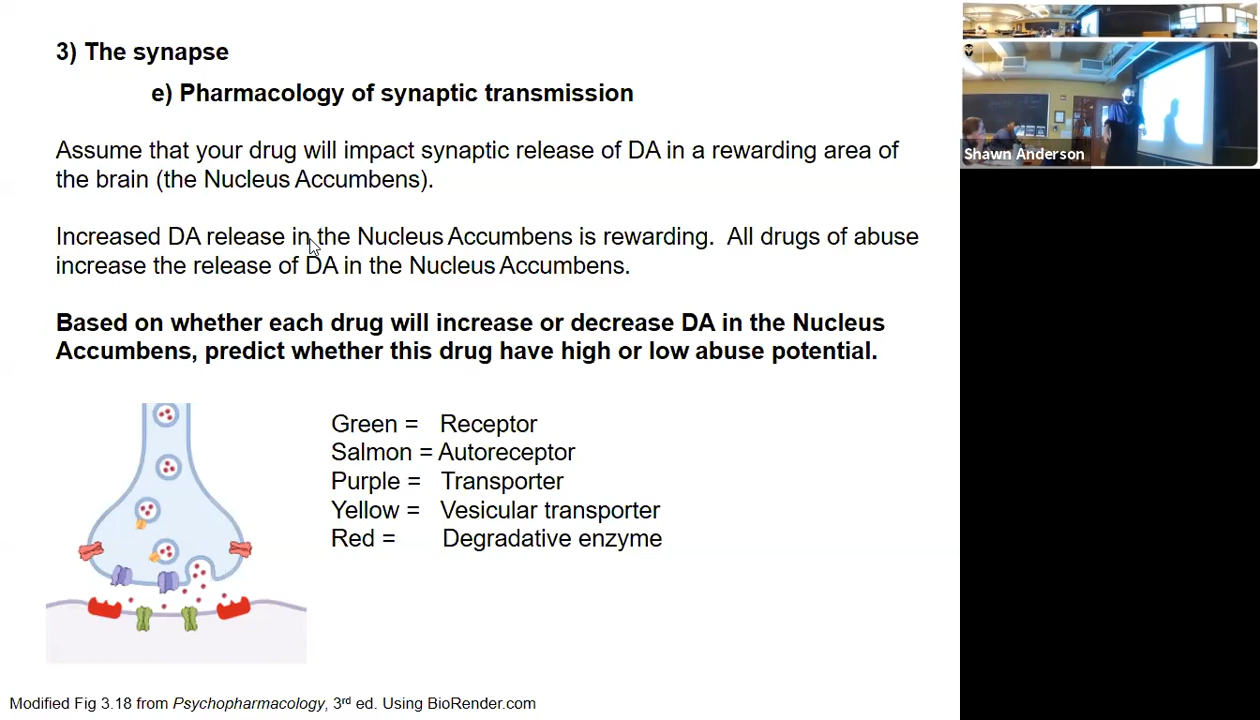 3) The synapse
e) Pharmacology of synaptic transmission
Assume that your drug will impact synaptic release of DA in a rewarding area of
the brain (the Nucleus Accumbens).
Increased DA release in the Nucleus Accumbens is rewarding.  All drugs of abuse
increase the release of DA in the Nucleus Accumbens.
Based on whether each drug will increase or decrease DA in the Nucleus
Accumbens, predict whether this drug have high or low abuse potential.
Green = Receptor
Salmon = Autoreceptor
Purple = Transporter
Yellow = Vesicular transporter
Red = Degradative enzyme
Modified Fig 3.18 from Psychopharmacology, 3rd ed. Using BioRender.com
Shawn Anderson